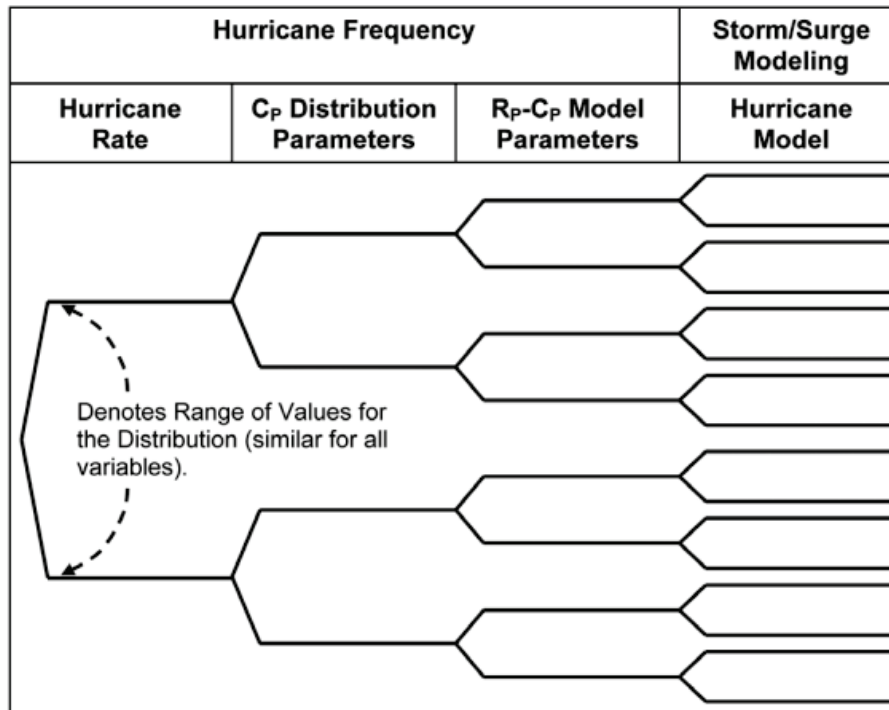 Hurricane Frequency
Storm/Surge
Modeling
Hurricane
Rate
CP Distribution
Parameters
RP-CP Model
Parameters
Hurricane
Model
Denotes Range of Values for
the Distribution (similar for all
variables).